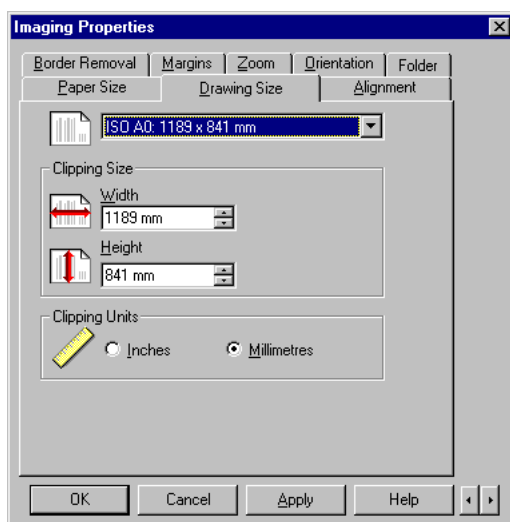 Imaging Properties
Border Removal Margins Zoom Orientation Folder
Paper Size Drawing Size Alignment
ISO A0: 1189 x 841 mm
Clipping Size
Width
1189 mm
Height
841 mm
Clipping Units
Inches Millimetres
OK Cancel Apply Help